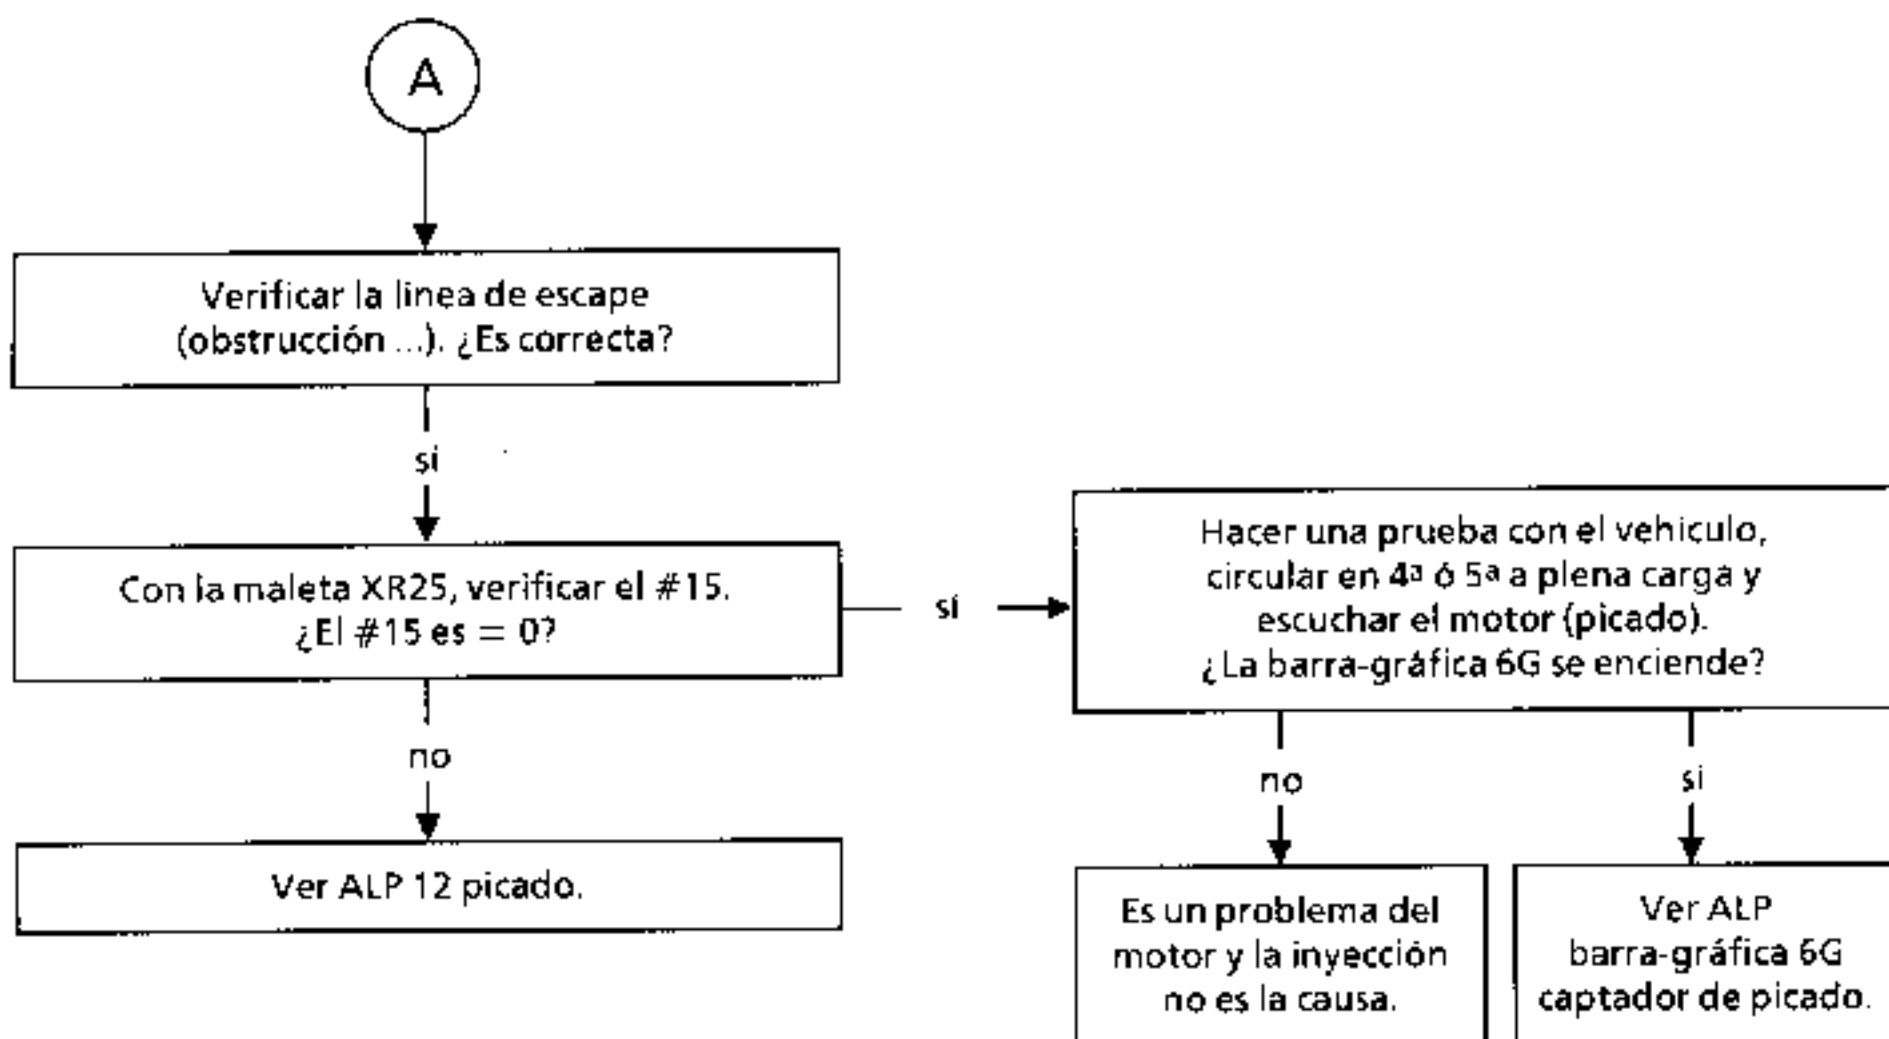 A
Verificar la linea de escape
(obstrucción ...). ¿Es correcta?
sí
Con la maleta XR25, verificar el #15.
¿El #15 es = 0?
sí
Hacer una prueba con el vehiculo,
circular en 4ª ó 5ª a plena carga y
escuchar el motor (picado).
¿La barra-gráfica 6G se enciende?
no
Ver ALP 12 picado.
no
Es un problema del
motor y la inyección
no es la causa.
si
Ver ALP
barra-gráfica 6G
captador de picado.